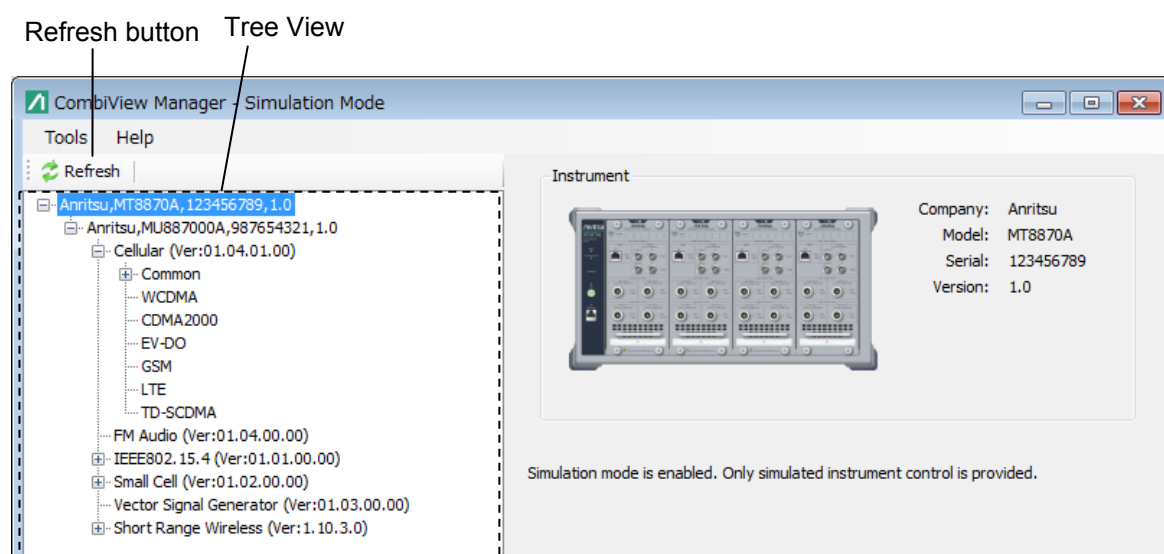 Refresh button Tree View
CombiView Manager - Simulation Mode
Tools Help
Refresh
Anritsu,MT8870A,123456789,1.0
Anritsu,MU887000A,987654321,1.0
Cellular (Ver:01.04.01.00)
Common
WCDMA
CDMA2000
EV-DO
GSM
LTE
TD-SCDMA
FM Audio (Ver:01.04.00.00)
IEEE802.15.4 (Ver:01.01.00.00)
Small Cell (Ver:01.02.00.00)
Vector Signal Generator (Ver:01.03.00.00)
Short Range Wireless (Ver:1.10.3.0)
Instrument
Company: Anritsu
Model: MT8870A
Serial: 123456789
Version: 1.0
Simulation mode is enabled. Only simulated instrument control is provided.